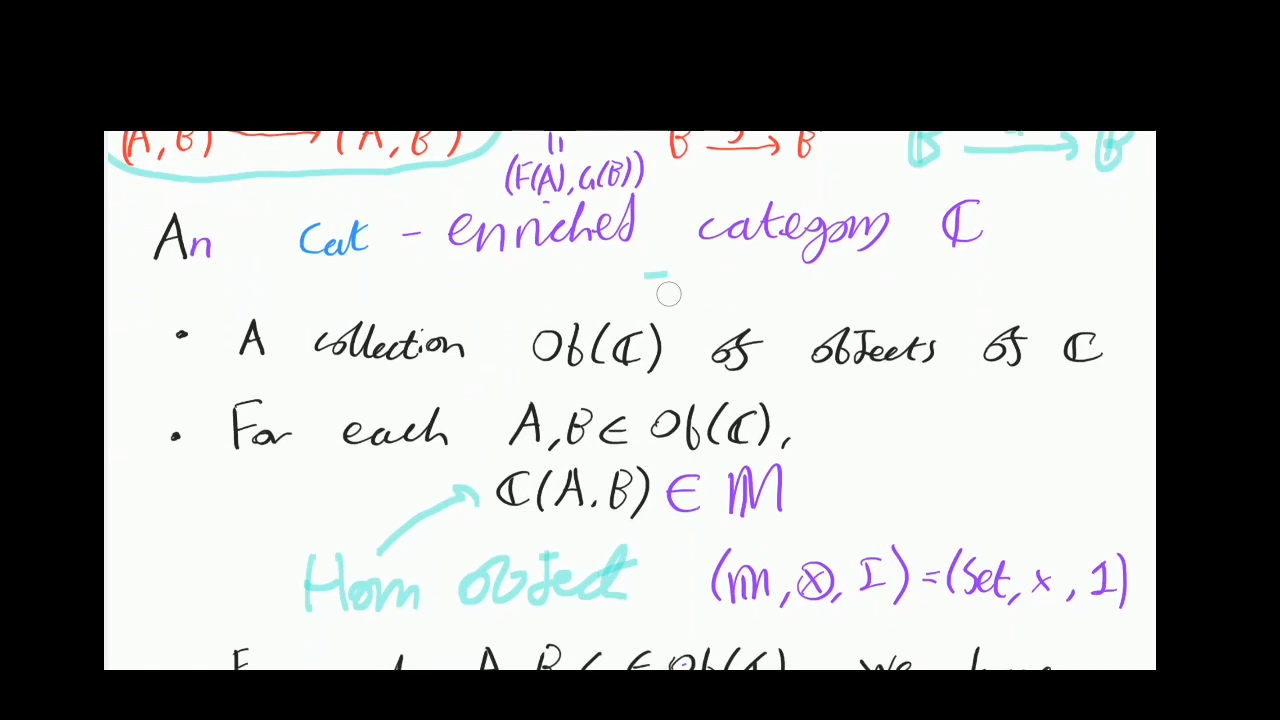 (A, B) → (A, B) B → B B → B
(F(A), G(B))
An Cat - enriched category ℂ
• A collection Ob(ℂ) of objects of ℂ
• For each A, B ∈ Ob(ℂ),
ℂ(A, B) ∈ 𝕄
Hom object (𝕄, ⊗, I) = (Set, ×, 1)